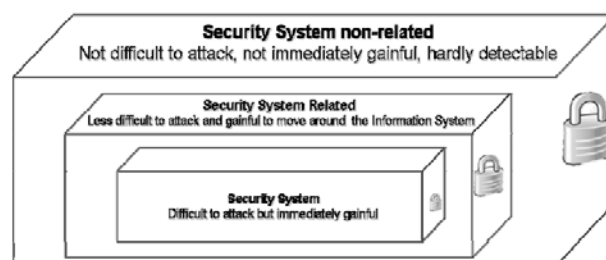 Security System non-related
Not difficult to attack, not immediately gainful, hardly detectable
Security System Related
Less difficult to attack and gainful to move around the Information System
Security System
Difficult to attack but immediately gainful